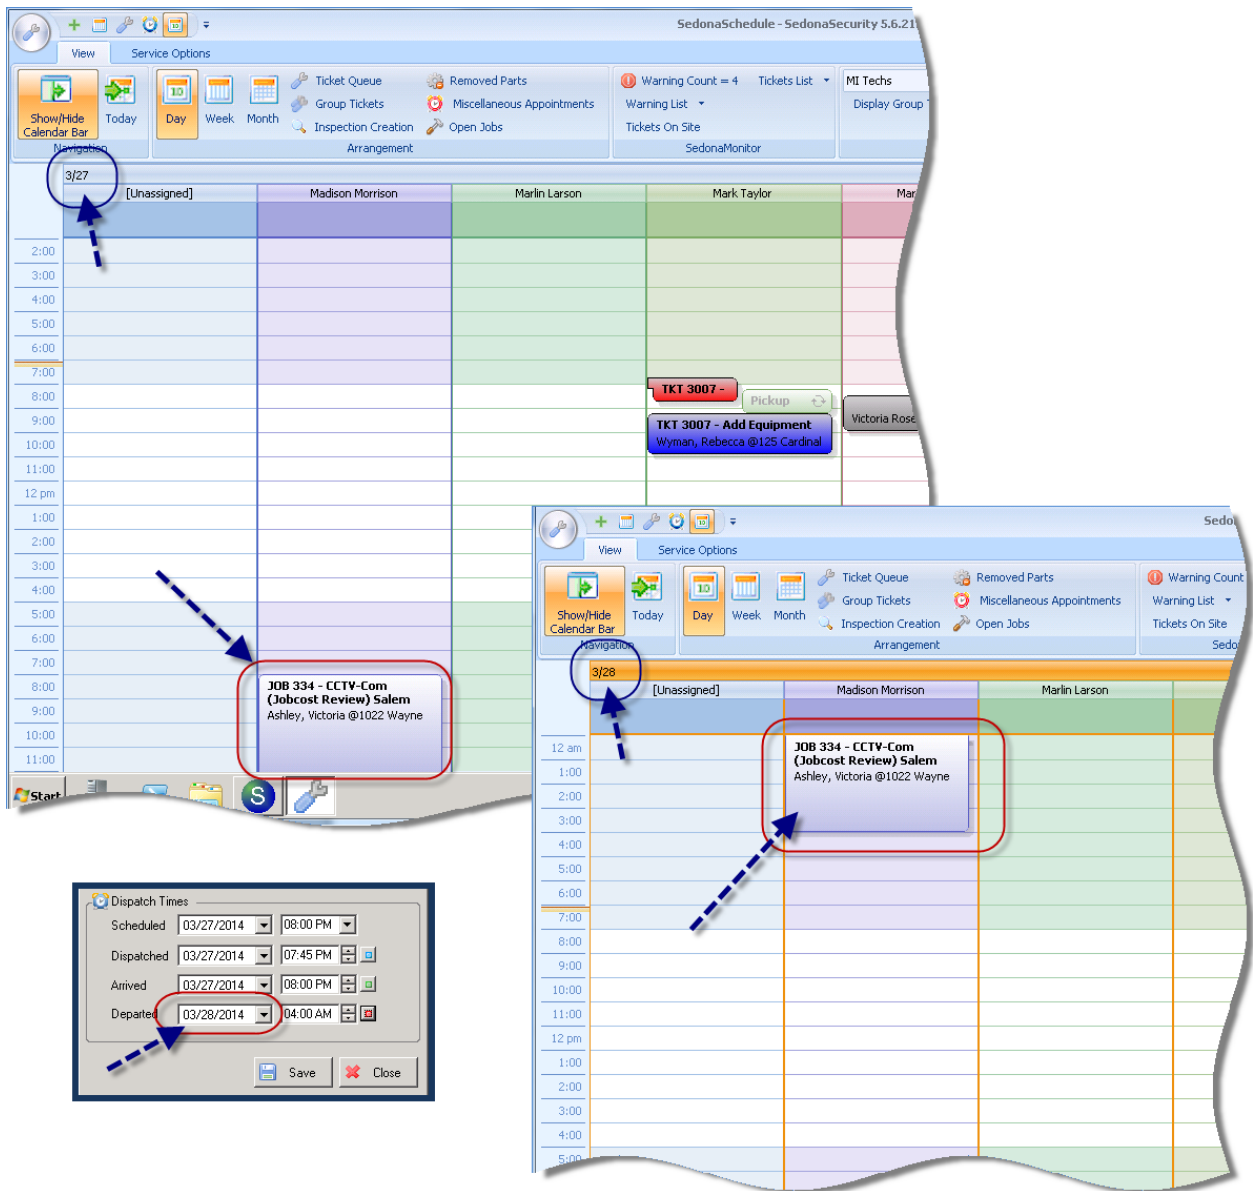 SedonaSchedule - SedonaSecurity 5.6.21
View Service Options
Show/Hide Calendar Bar
Today
Navigation
Day Week Month
Ticket Queue
Group Tickets
Inspection Creation
Removed Parts
Miscellaneous Appointments
Open Jobs
Arrangement
Warning Count = 4 Tickets List
Warning List
Tickets On Site
SedonaMonitor
MI Techs
Display Group
3/27
[Unassigned] Madison Morrison Marlin Larson Mark Taylor Mar
2:00
3:00
4:00
5:00
6:00
7:00
8:00
9:00
10:00
11:00
12 pm
1:00
2:00
3:00
4:00
5:00
6:00
7:00
8:00
9:00
10:00
11:00
TKT 3007 -
Pickup
TKT 3007 - Add Equipment
Wyman, Rebecca @125 Cardinal
Victoria Rose
JOB 334 - CCTV-Com
(Jobcost Review) Salem
Ashley, Victoria @1022 Wayne
Start
S
Sedo
View Service Options
Show/Hide Calendar Bar
Today
Navigation
Day Week Month
Ticket Queue
Group Tickets
Inspection Creation
Removed Parts
Miscellaneous Appointments
Open Jobs
Arrangement
Warning Count
Warning List
Tickets On Site
Sedo
3/28
[Unassigned] Madison Morrison Marlin Larson
12 am
1:00
2:00
3:00
4:00
5:00
6:00
7:00
8:00
9:00
10:00
11:00
12 pm
1:00
2:00
3:00
4:00
5:00
JOB 334 - CCTV-Com
(Jobcost Review) Salem
Ashley, Victoria @1022 Wayne
Dispatch Times
Scheduled 03/27/2014 08:00 PM
Dispatched 03/27/2014 07:45 PM
Arrived 03/27/2014 08:00 PM
Departed 03/28/2014 04:00 AM
Save Close